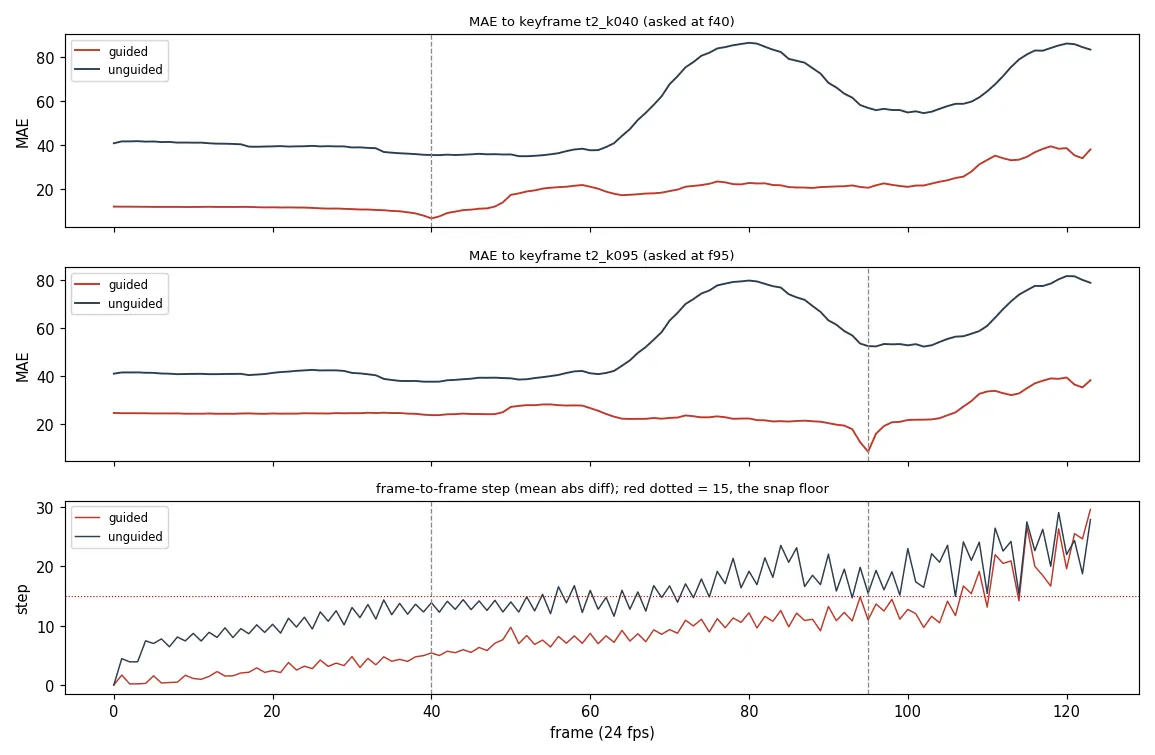 MAE to keyframe t2_k040 (asked at f40)
guided
unguided
80
60
40
20
MAE
MAE to keyframe t2_k095 (asked at f95)
guided
unguided
80
60
40
20
MAE
frame-to-frame step (mean abs diff); red dotted = 15, the snap floor
guided
unguided
30
20
10
0
step
0 20 40 60 80 100 120
frame (24 fps)